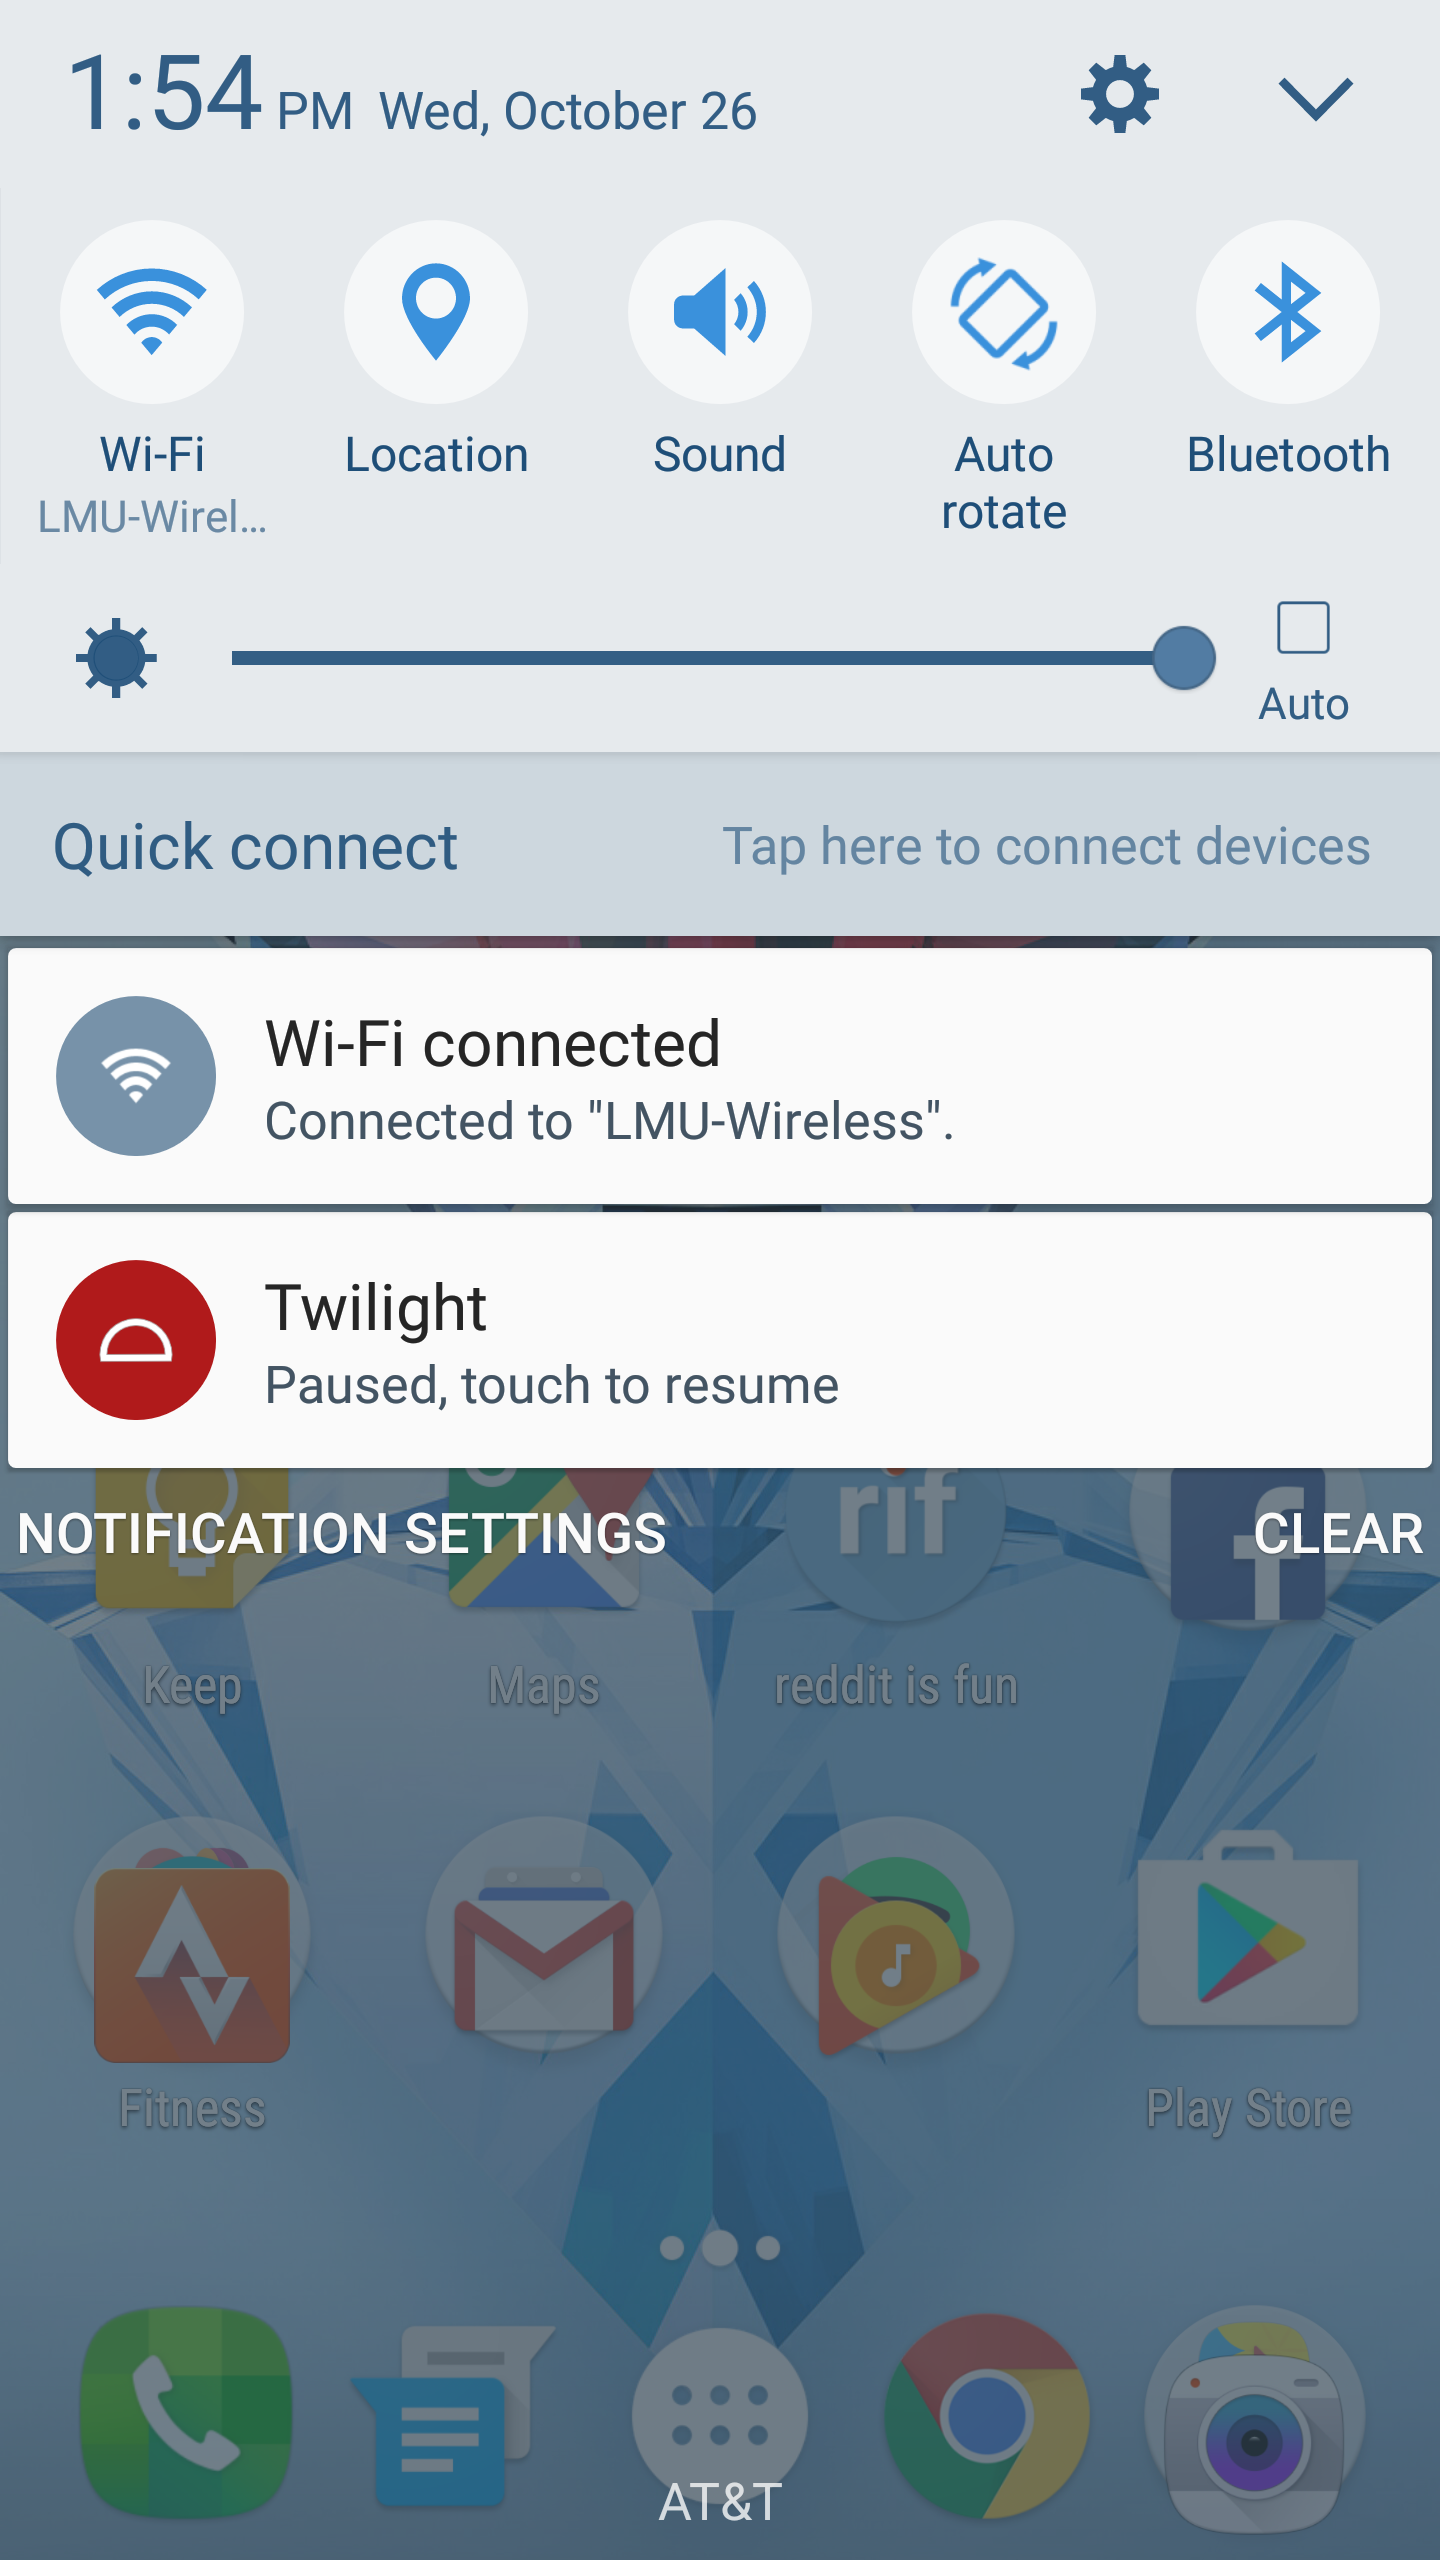 1:54 PM Wed, October 26
Wi-Fi
LMU-Wirel...
Location
Sound
Auto
rotate
Bluetooth
Auto
Quick connect
Tap here to connect devices
Wi-Fi connected
Connected to "LMU-Wireless".
Twilight
Paused, touch to resume
rif
f
NOTIFICATION SETTINGS
CLEAR
Keep
Maps
reddit is fun
Fitness
Play Store
AT&T